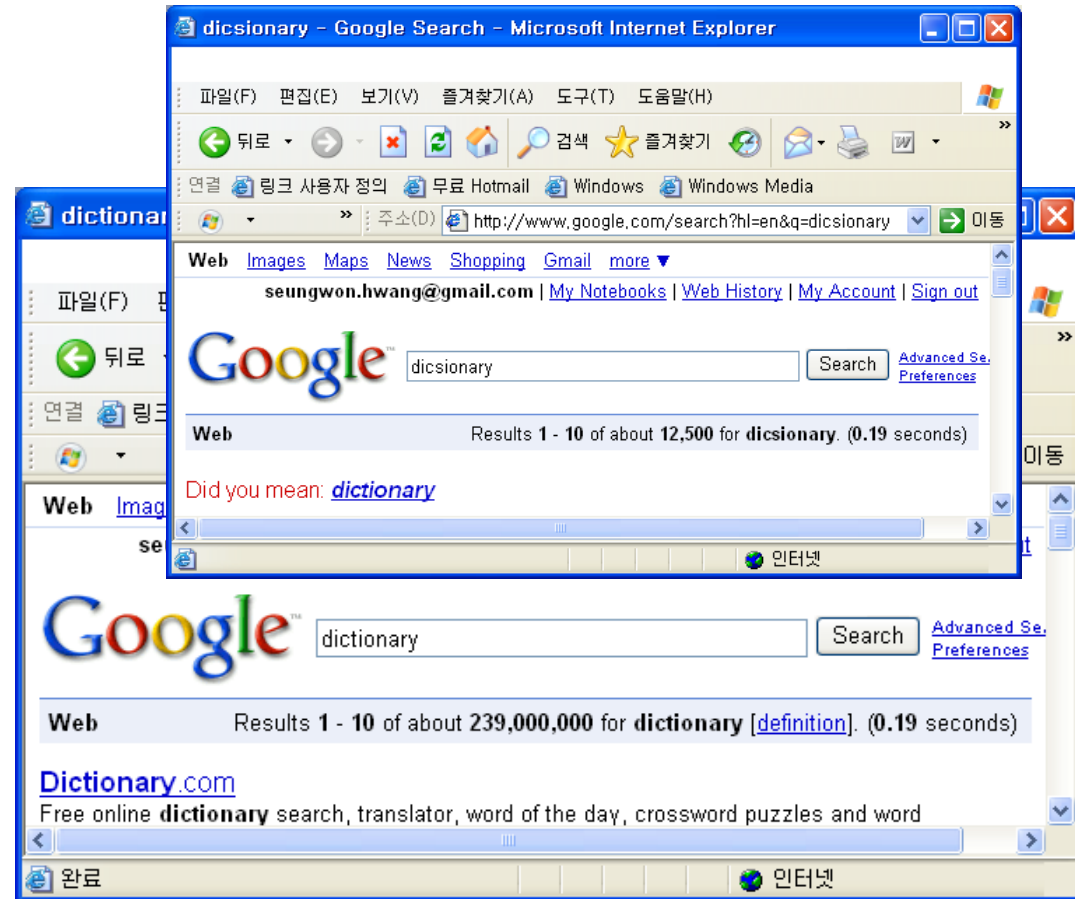 dicsionary - Google Search - Microsoft Internet Explorer
파일(F) 편집(E) 보기(V) 즐겨찾기(A) 도구(T) 도움말(H)
뒤로 검색 즐겨찾기 »
연결 링크 사용자 정의 무료 Hotmail Windows Windows Media
» 주소(D) http://www.google.com/search?hl=en&q=dicsionary 이동
Web Images Maps News Shopping Gmail more ▼
seungwon.hwang@gmail.com | My Notebooks | Web History | My Account | Sign out
Google™ dicsionary Search Advanced Se
Preferences
Web Results 1 - 10 of about 12,500 for dicsionary. (0.19 seconds)
Did you mean: dictionary
인터넷
dictionar
파일(F)
뒤로 »
연결 링크
이동
Web Imag
se
Google™ dictionary Search Advanced Se
Preferences
Web Results 1 - 10 of about 239,000,000 for dictionary [definition]. (0.19 seconds)
Dictionary.com
Free online dictionary search, translator, word of the day, crossword puzzles and word
완료 인터넷